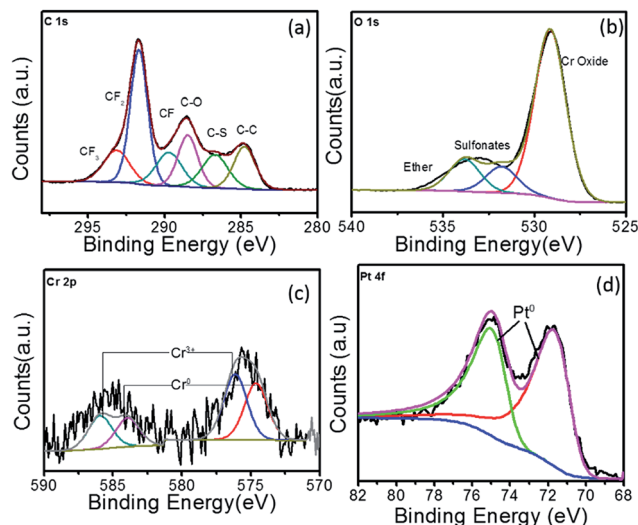 C 1s
(a)
CF3
CF2
CF
C-O
C-S
C-C
Counts (a.u.)
295
290
285
280
Binding Energy (eV)
O 1s
(b)
Cr Oxide
Ether
Sulfonates
Counts(a.u.)
540
535
530
525
Binding Energy (eV)
Cr 2p
(c)
Cr3+
Cr0
Counts (a.u.)
590
585
580
575
570
Binding Energy(eV)
Pt 4f
(d)
Pt0
Counts (a.u)
82
80
78
76
74
72
70
68
Binding Energy(eV)